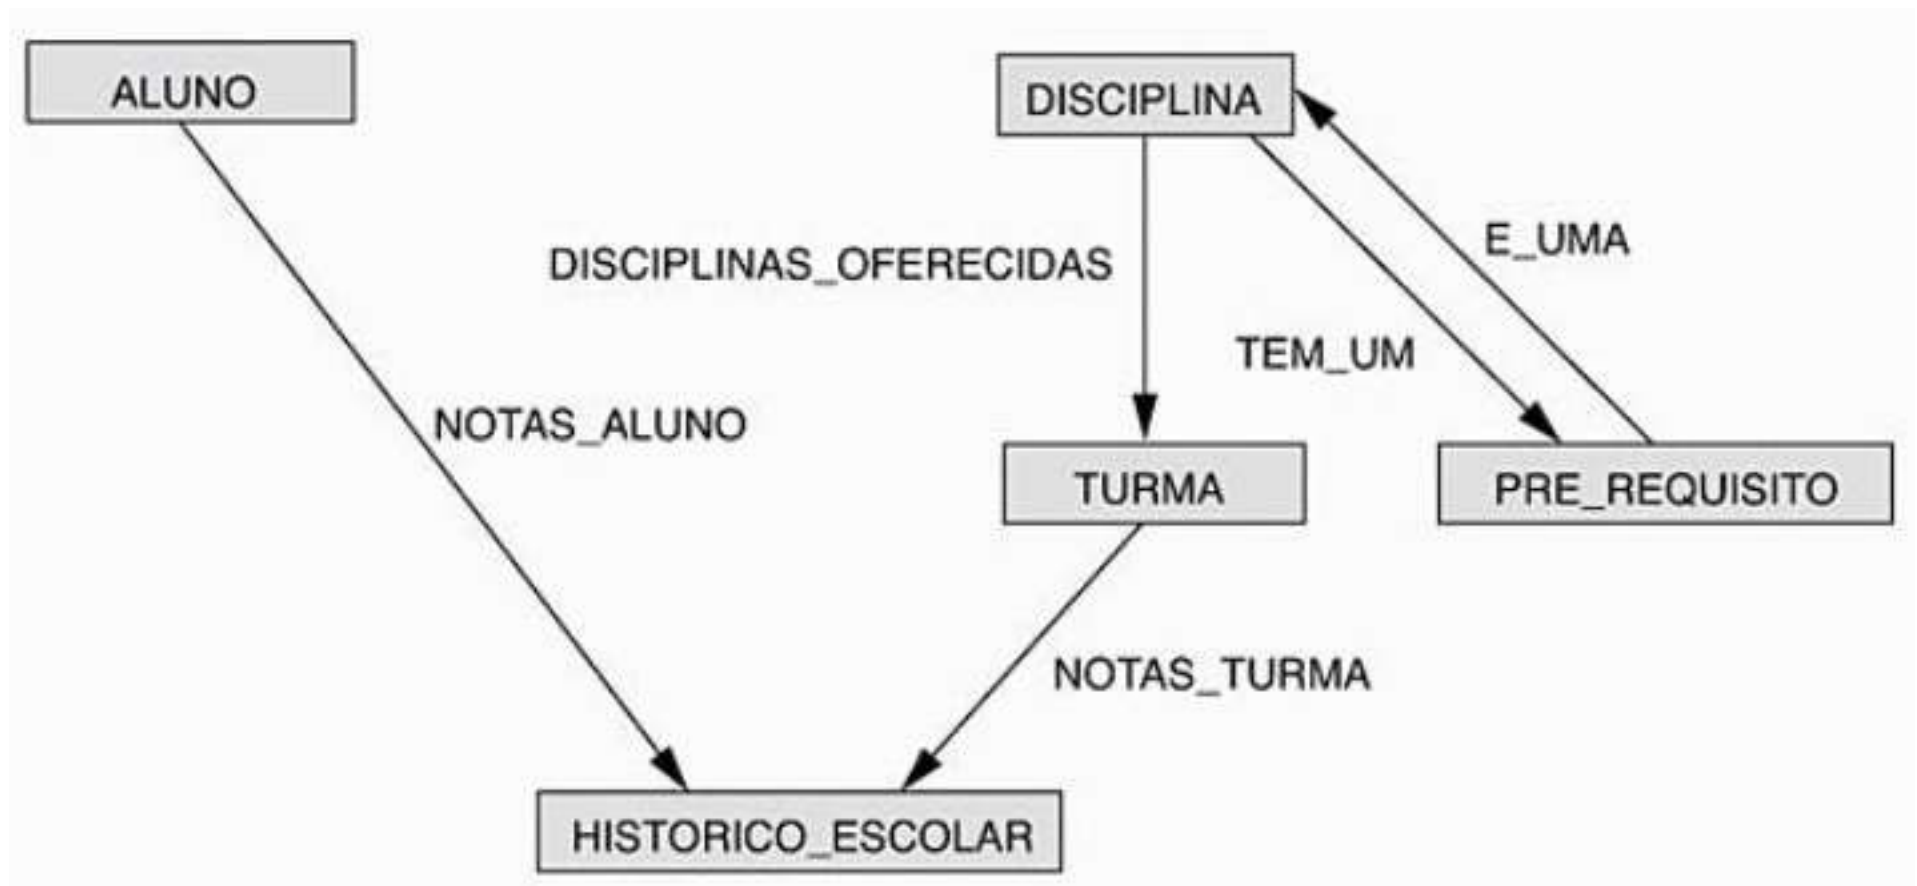 ALUNO
DISCIPLINA
E_UMA
DISCIPLINAS_OFERECIDAS
TEM_UM
NOTAS_ALUNO
TURMA
PRE_REQUISITO
NOTAS_TURMA
HISTORICO_ESCOLAR